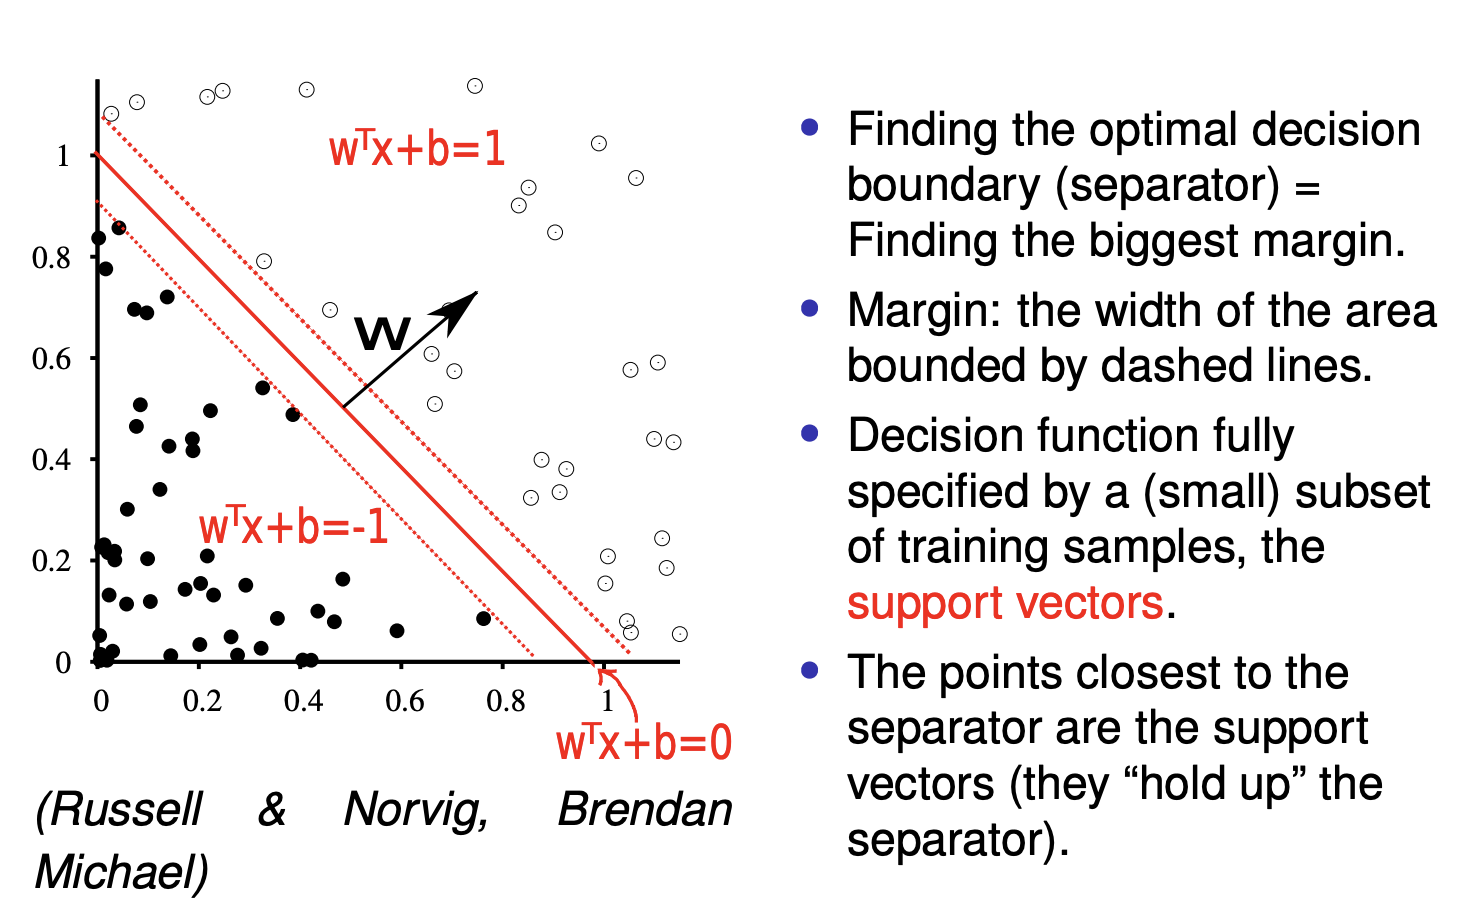 wᵀx+b=1
1
0.8
0.6
0.4
0.2
0
w
wᵀx+b=-1
0
0.2
0.4
0.6
0.8
1
wᵀx+b=0
(Russell & Norvig, Brendan
Michael)
• Finding the optimal decision
boundary (separator) =
Finding the biggest margin.
• Margin: the width of the area
bounded by dashed lines.
• Decision function fully
specified by a (small) subset
of training samples, the
support vectors.
• The points closest to the
separator are the support
vectors (they “hold up” the
separator).